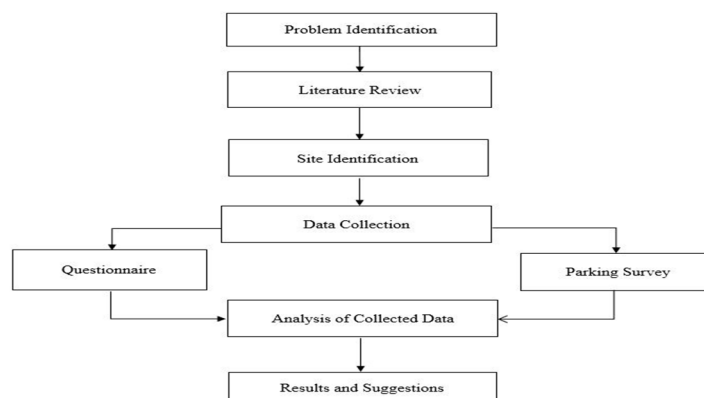 Problem Identification
Literature Review
Site Identification
Data Collection
Questionnaire
Parking Survey
Analysis of Collected Data
Results and Suggestions